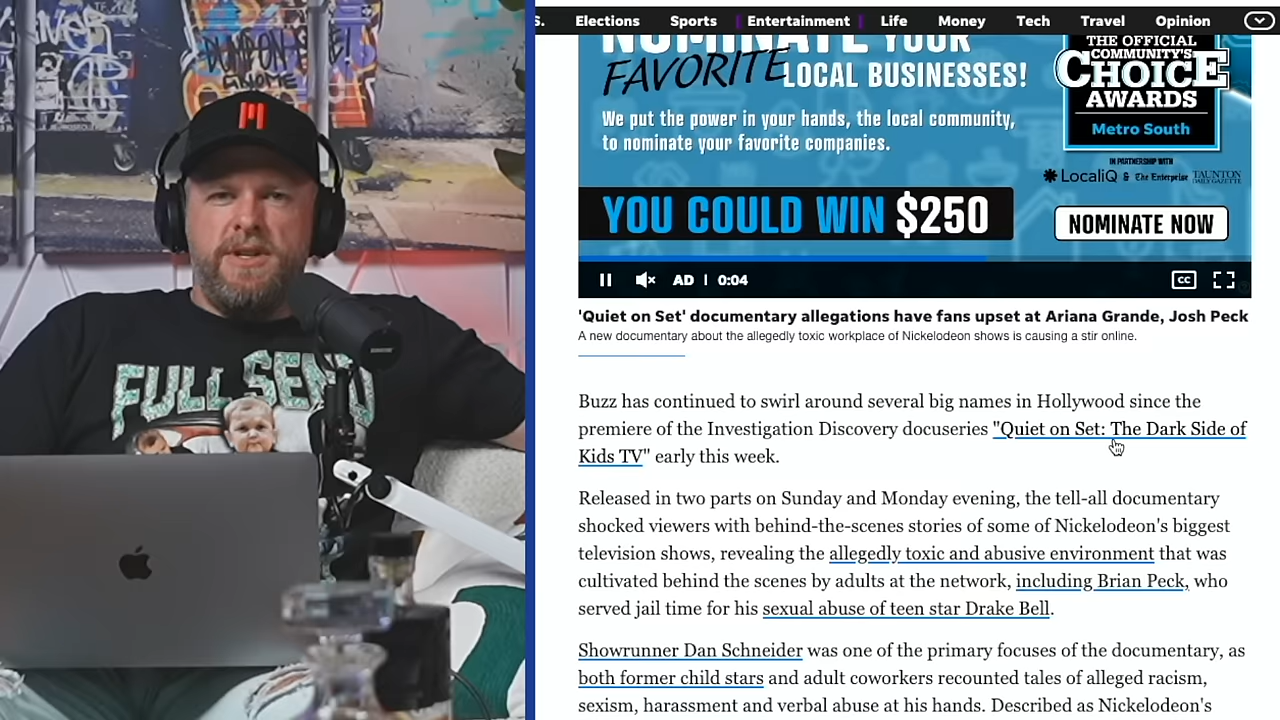 S. Elections Sports Entertainment Life Money Tech Travel Opinion
NOMINATE YOUR
FAVORITE LOCAL BUSINESSES!
We put the power in your hands, the local community,
to nominate your favorite companies.
YOU COULD WIN $250
THE OFFICIAL
COMMUNITY'S
CHOICE
AWARDS
Metro South
IN PARTNERSHIP WITH
LocaliQ & The Enterprise TAUNTON DAILY GAZETTE
NOMINATE NOW
AD | 0:04
CC
'Quiet on Set' documentary allegations have fans upset at Ariana Grande, Josh Peck
A new documentary about the allegedly toxic workplace of Nickelodeon shows is causing a stir online.
Buzz has continued to swirl around several big names in Hollywood since the
premiere of the Investigation Discovery docuseries "Quiet on Set: The Dark Side of
Kids TV" early this week.
Released in two parts on Sunday and Monday evening, the tell-all documentary
shocked viewers with behind-the-scenes stories of some of Nickelodeon's biggest
television shows, revealing the allegedly toxic and abusive environment that was
cultivated behind the scenes by adults at the network, including Brian Peck, who
served jail time for his sexual abuse of teen star Drake Bell.
Showrunner Dan Schneider was one of the primary focuses of the documentary, as
both former child stars and adult coworkers recounted tales of alleged racism,
sexism, harassment and verbal abuse at his hands. Described as Nickelodeon's
FULL SEND